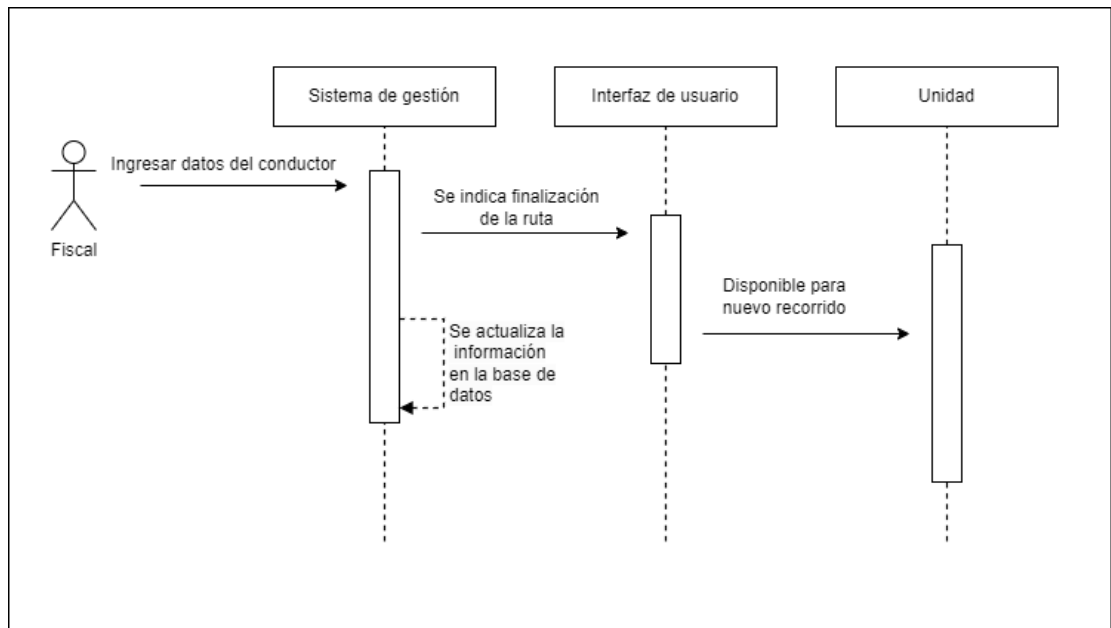 Sistema de gestión
Interfaz de usuario
Unidad
Ingresar datos del conductor
Fiscal
Se indica finalización
de la ruta
Disponible para
nuevo recorrido
Se actualiza la
información
en la base de
datos